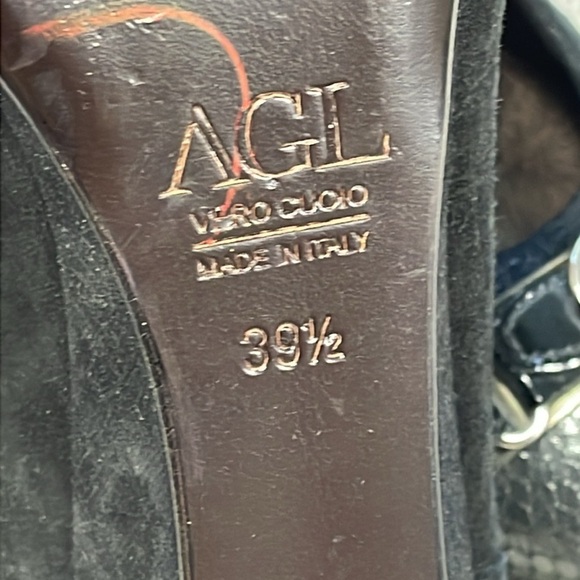 AGL
VERO CUOIO
MADE IN ITALY
39½